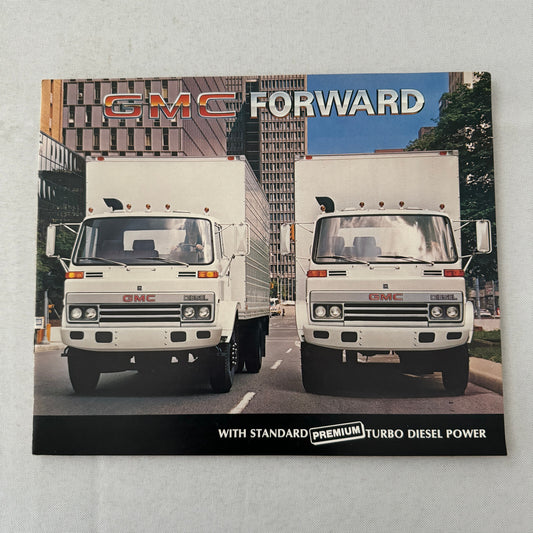 GMC FORWARD
GMC DIESEL
GMC DIESEL
WITH STANDARD PREMIUM TURBO DIESEL POWER